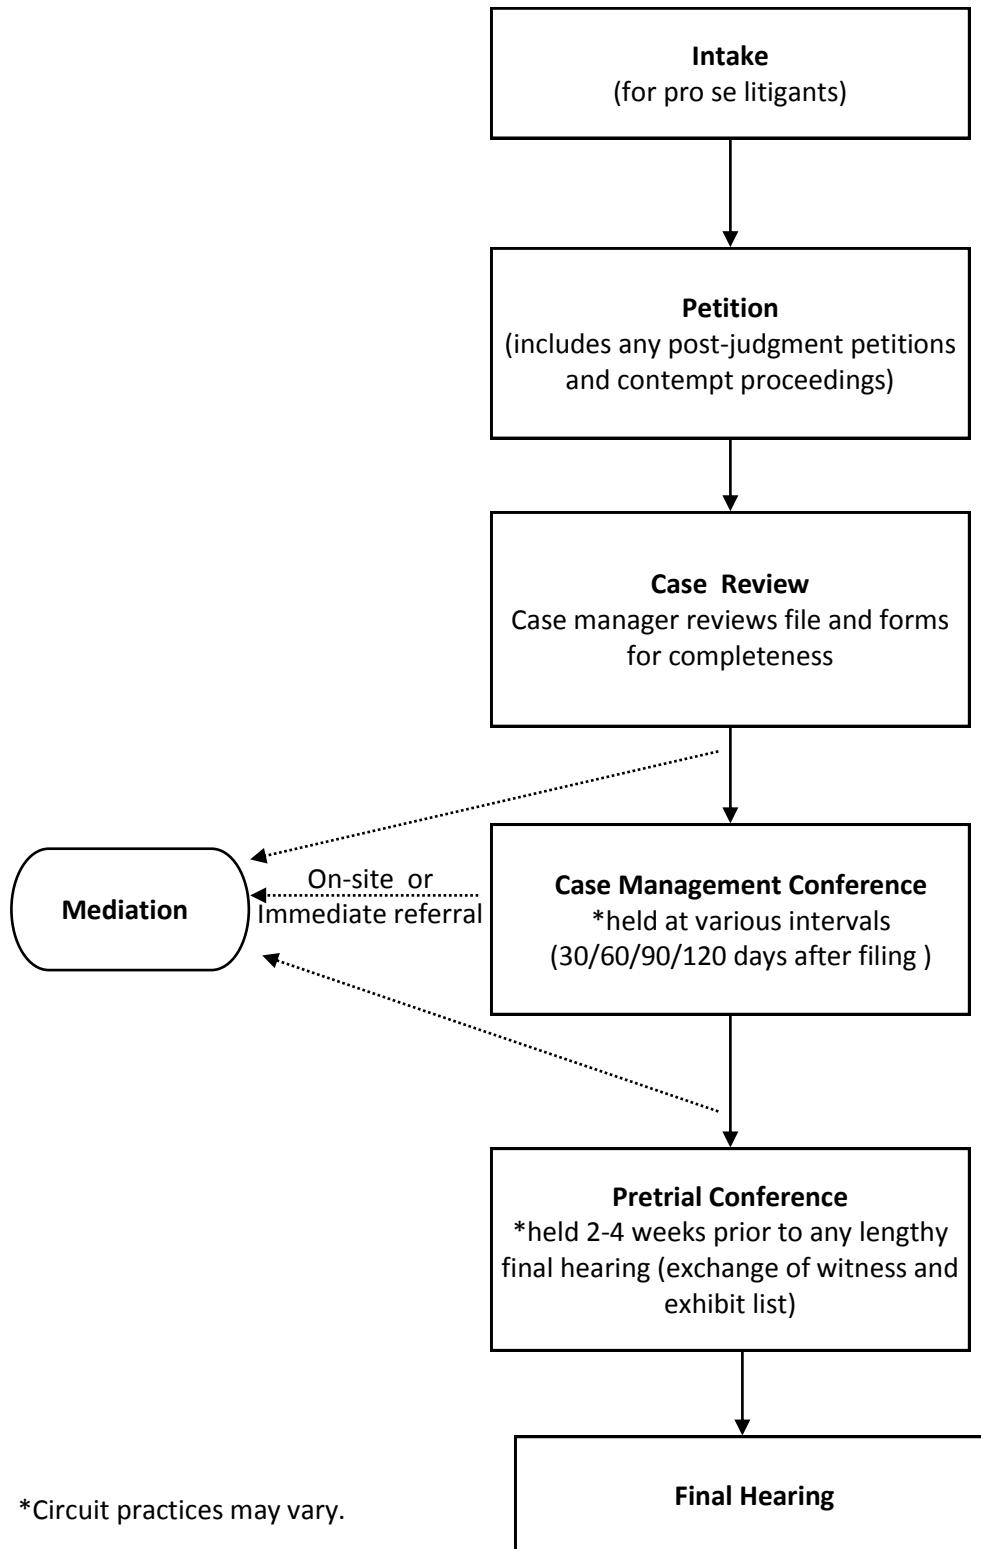 Intake
(for pro se litigants)
Petition
(includes any post-judgment petitions
and contempt proceedings)
Case  Review
Case manager reviews file and forms
for completeness
Mediation
On-site  or
Immediate referral
Case Management Conference
*held at various intervals
(30/60/90/120 days after filing )
Pretrial Conference
*held 2-4 weeks prior to any lengthy
final hearing (exchange of witness and
exhibit list)
Final Hearing
*Circuit practices may vary.